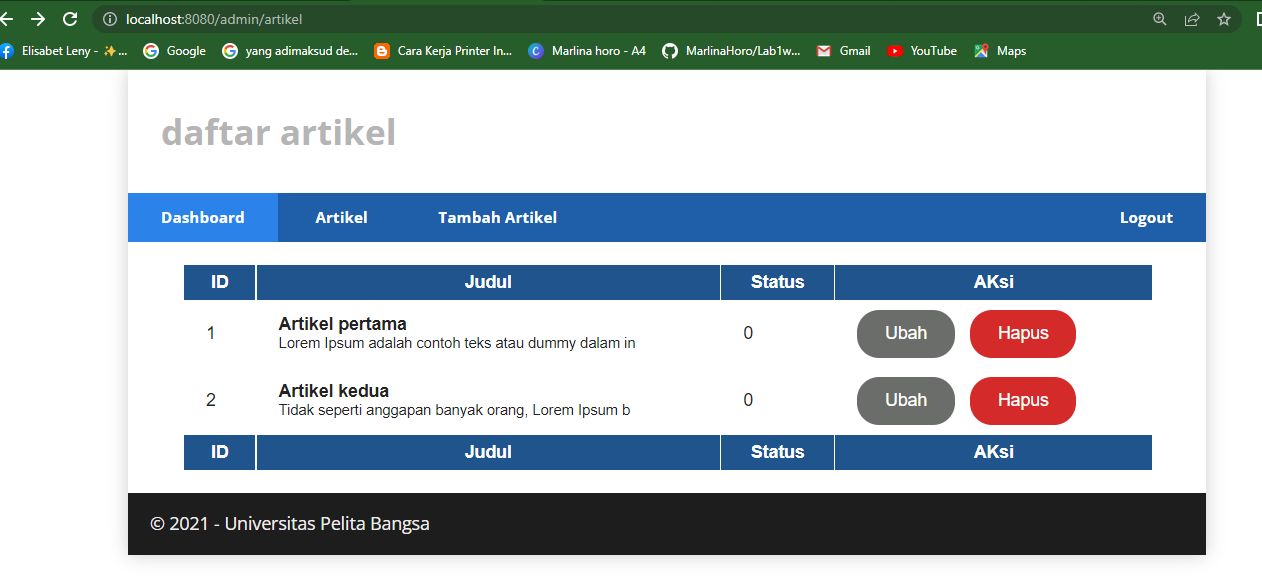 localhost:8080/admin/artikel
Elisabet Leny - ✨... Google yang adimaksud de... Cara Kerja Printer In... Marlina horo - A4 MarlinaHoro/Lab1w... Gmail YouTube Maps
daftar artikel
Dashboard Artikel Tambah Artikel Logout
ID Judul Status AKsi
1 Artikel pertama 0 Ubah Hapus
Lorem Ipsum adalah contoh teks atau dummy dalam in
2 Artikel kedua 0 Ubah Hapus
Tidak seperti anggapan banyak orang, Lorem Ipsum b
ID Judul Status AKsi
© 2021 - Universitas Pelita Bangsa